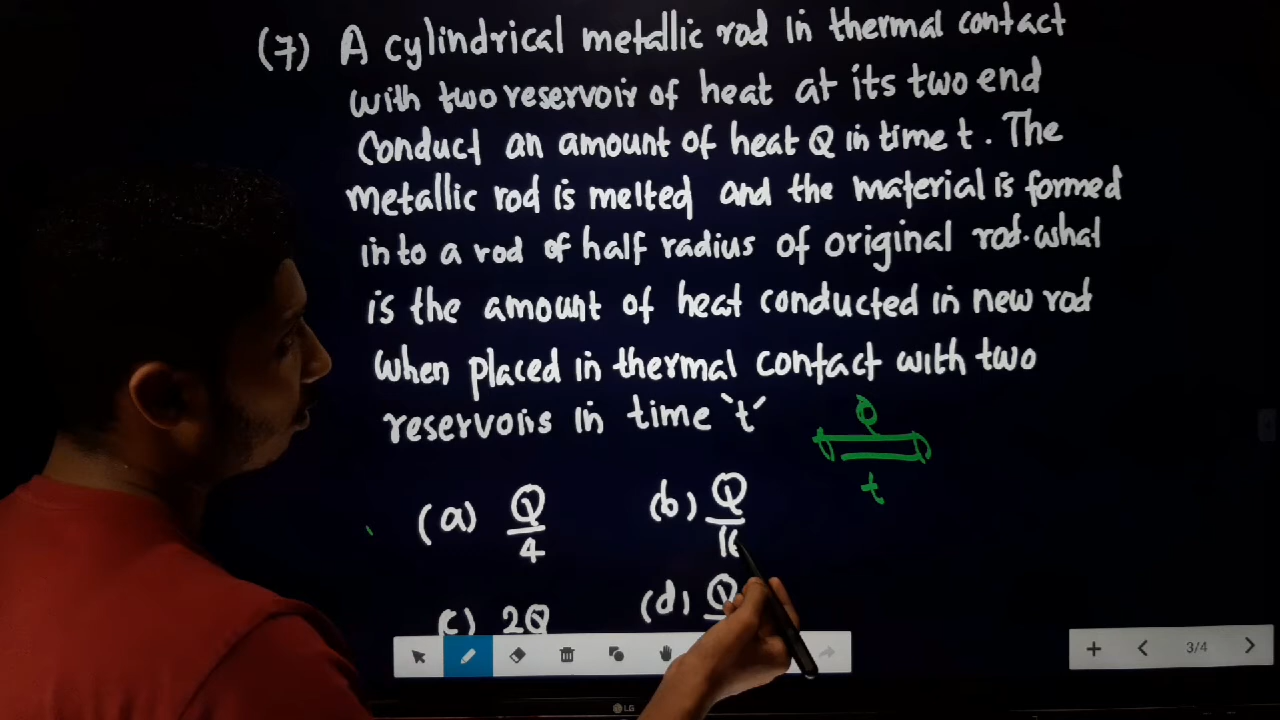 (7) A cylindrical metallic rod in thermal contact
with two reservoir of heat at its two end
conduct an amount of heat Q in time t. The
metallic rod is melted and the material is formed
in to a rod of half radius of original rod. what
is the amount of heat conducted in new rod
when placed in thermal contact with two
reservoirs in time 't'
Q
t
(a) Q/4 (b) Q/16
(c) 2Q (d) Q
3/4
LG